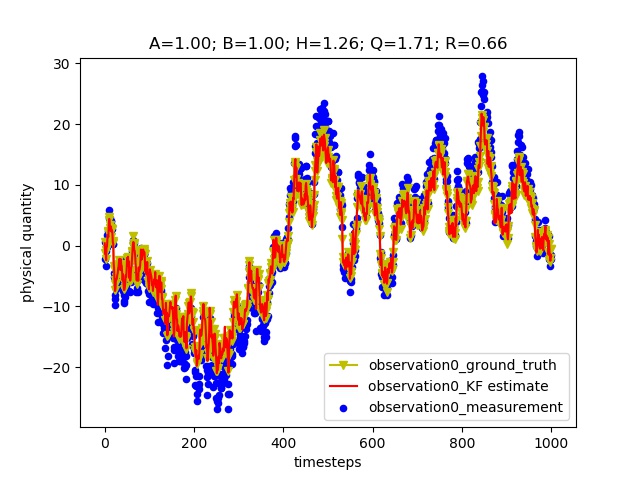 A=1.00; B=1.00; H=1.26; Q=1.71; R=0.66
30
20
10
0
−10
−20
physical quantity
observation0_ground_truth
observation0_KF estimate
observation0_measurement
0 200 400 600 800 1000
timesteps